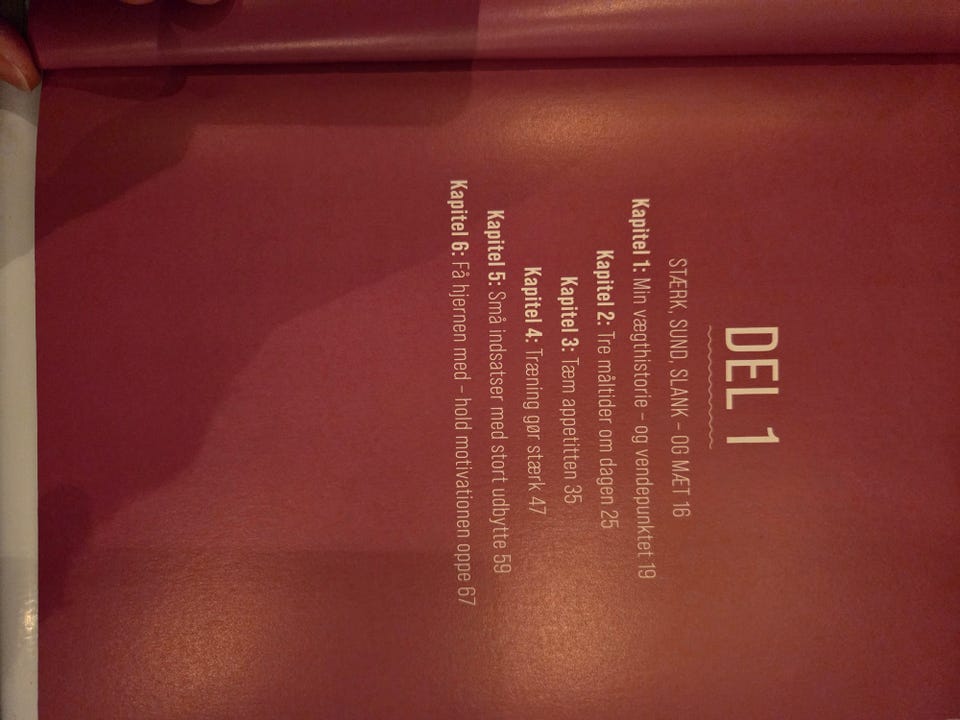 DEL 1
STÆRK, SUND, SLANK – OG MÆT 16
Kapitel 1: Min vægthistorie – og vendepunktet 19
Kapitel 2: Tre måltider om dagen 25
Kapitel 3: Tæm appetitten 35
Kapitel 4: Træning gør stærk 47
Kapitel 5: Små indsatser med stort udbytte 59
Kapitel 6: Få hjernen med – hold motivationen oppe 67